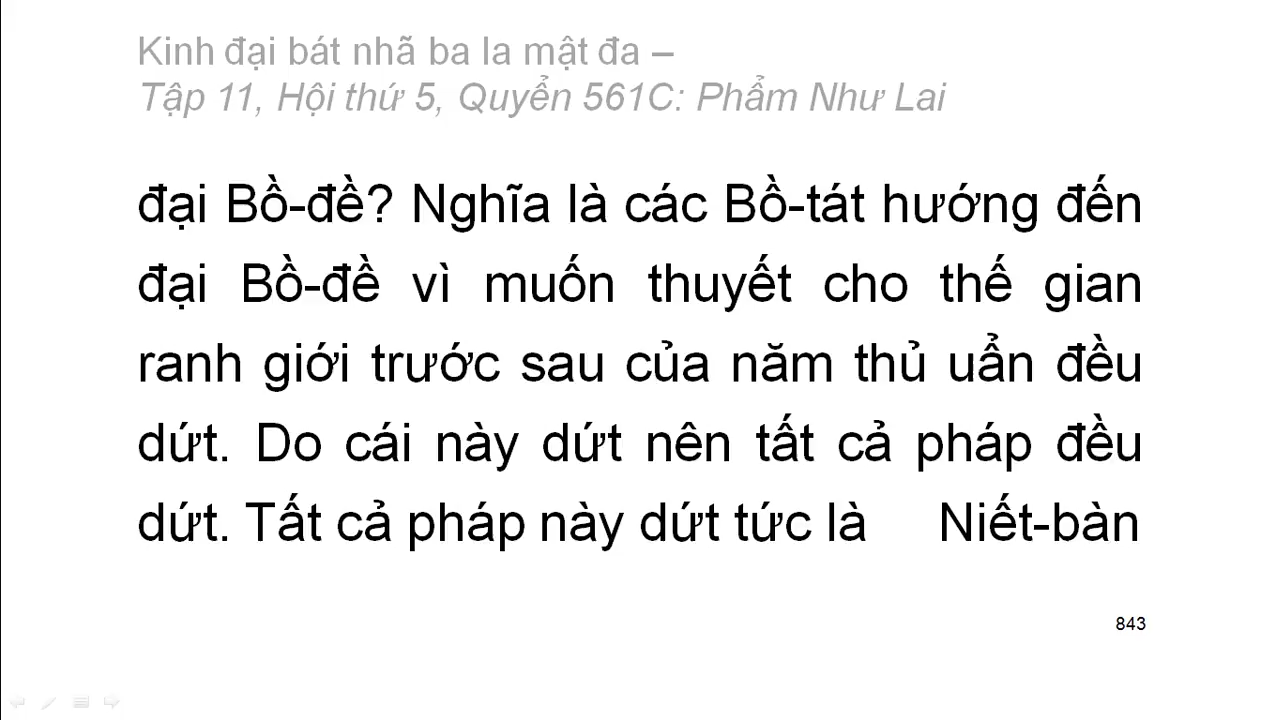 Kinh đại bát nhã ba la mật đa –
Tập 11, Hội thứ 5, Quyển 561C: Phẩm Như Lai
đại Bồ-đề? Nghĩa là các Bồ-tát hướng đến
đại Bồ-đề vì muốn thuyết cho thế gian
ranh giới trước sau của năm thủ uẩn đều
dứt. Do cái này dứt nên tất cả pháp đều
dứt. Tất cả pháp này dứt tức là Niết-bàn
843